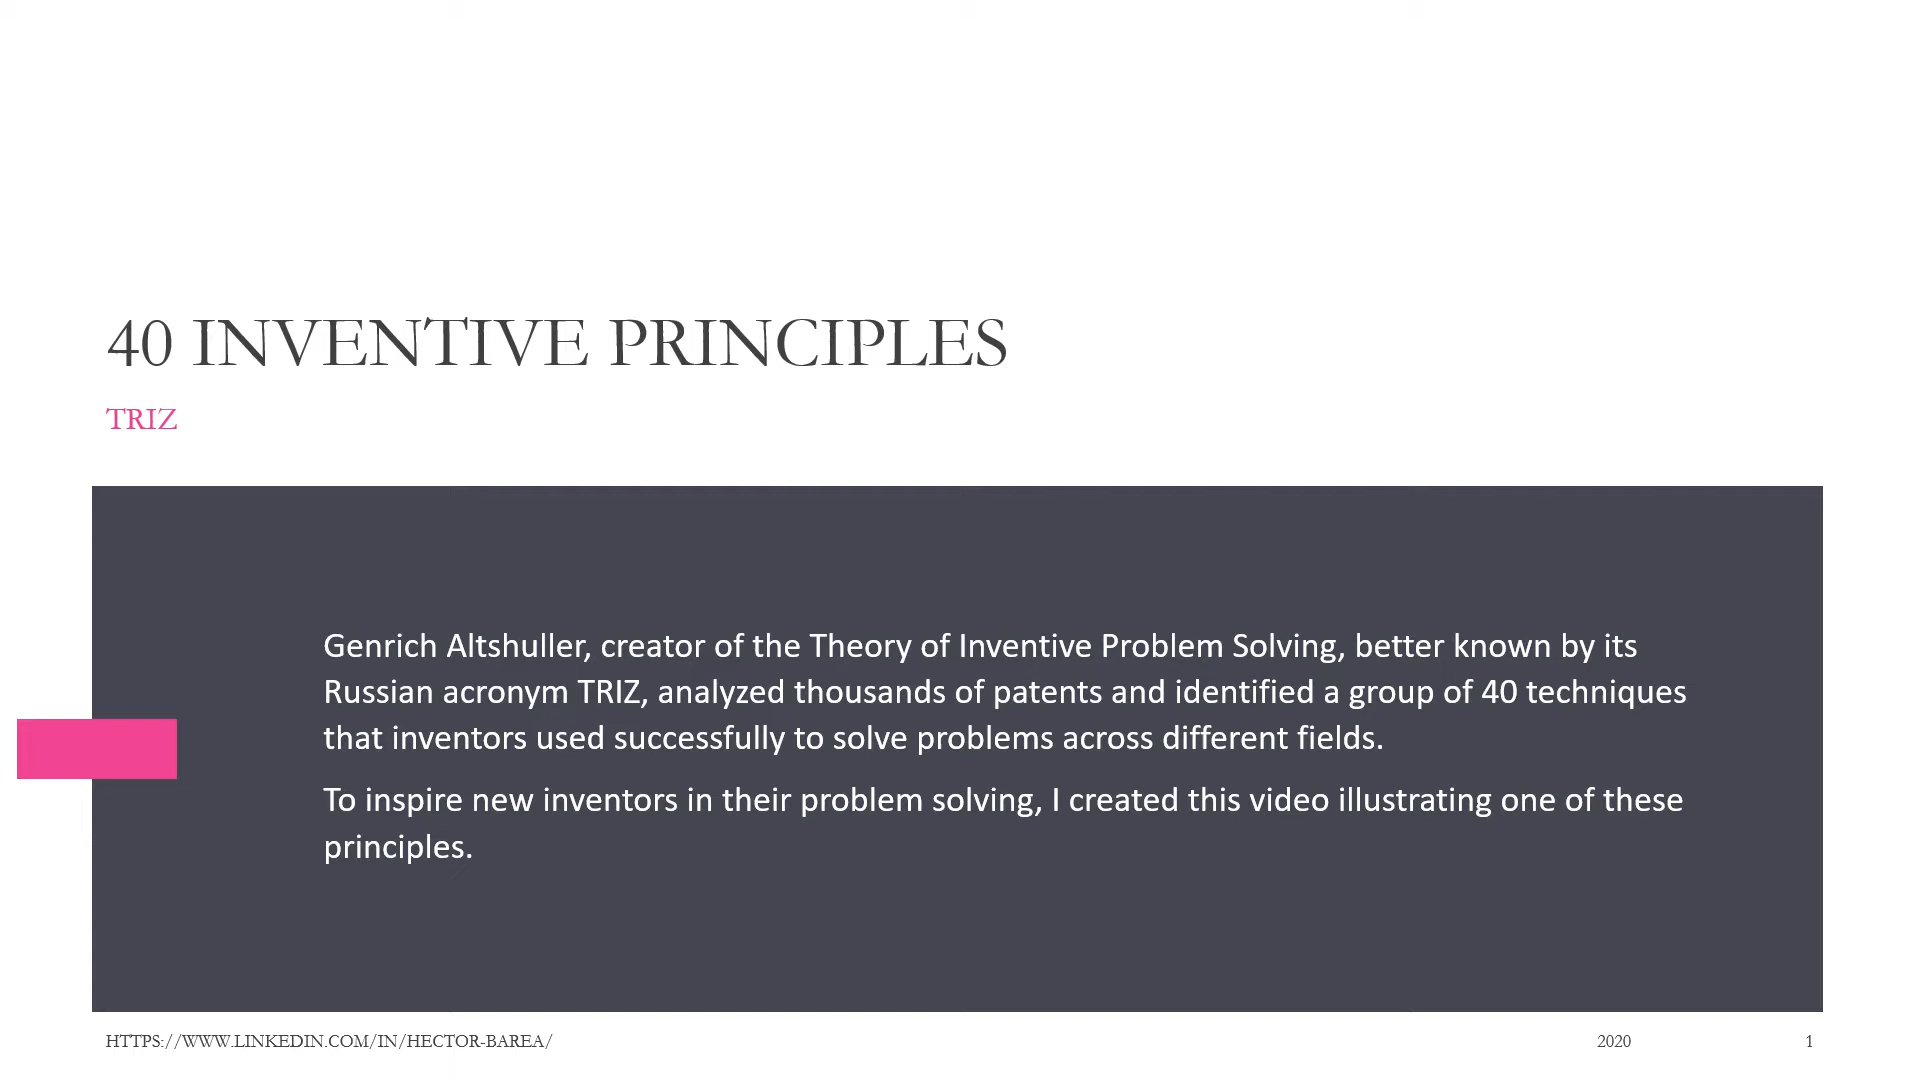 40 INVENTIVE PRINCIPLES
TRIZ
Genrich Altshuller, creator of the Theory of Inventive Problem Solving, better known by its
Russian acronym TRIZ, analyzed thousands of patents and identified a group of 40 techniques
that inventors used successfully to solve problems across different fields.
To inspire new inventors in their problem solving, I created this video illustrating one of these
principles.
HTTPS://WWW.LINKEDIN.COM/IN/HECTOR-BAREA/
2020
1